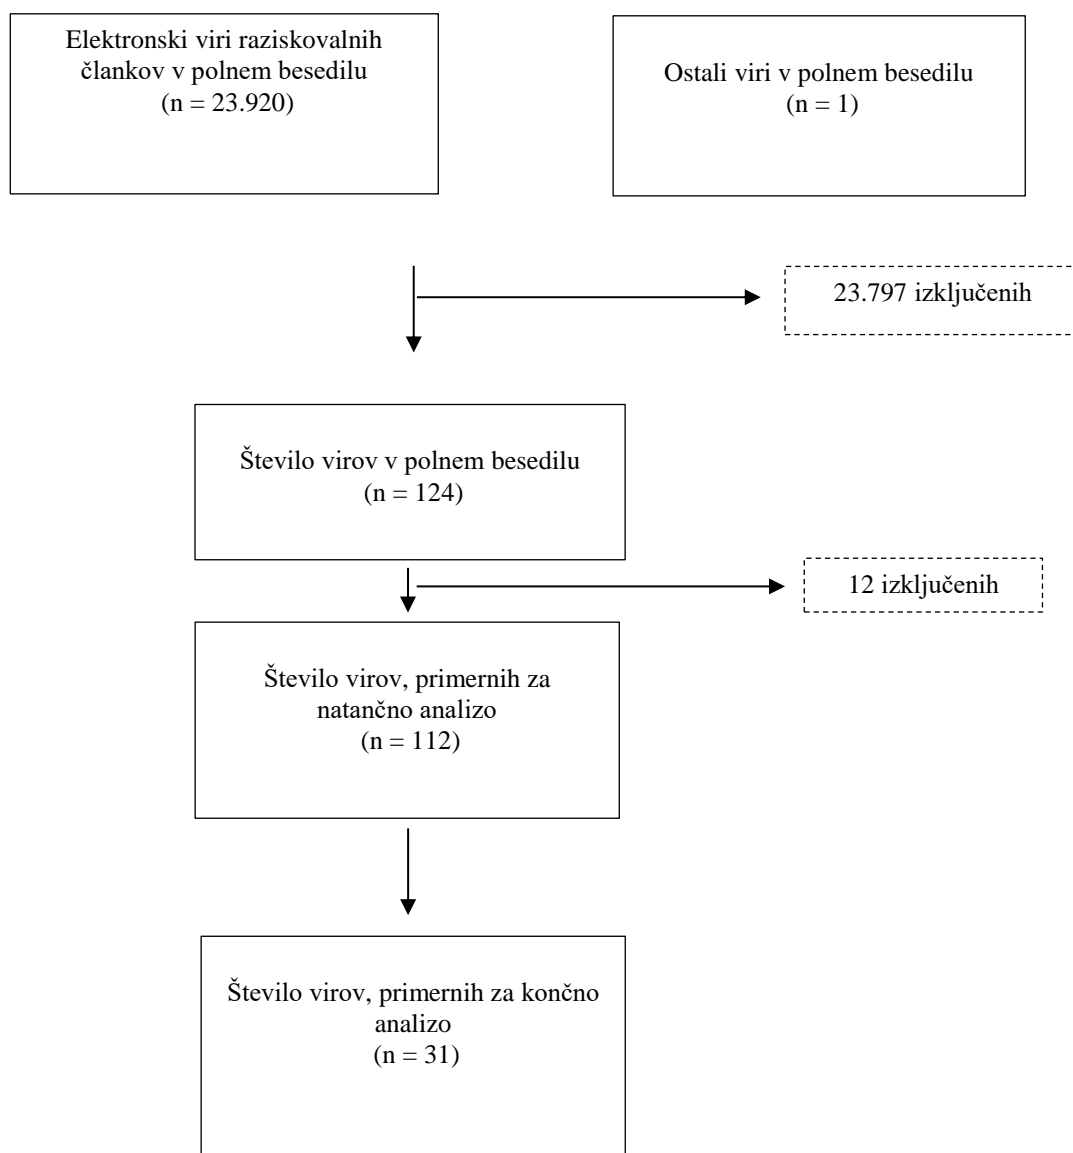 Elektronski viri raziskovalnih
člankov v polnem besedilu
(n = 23.920)
Ostali viri v polnem besedilu
(n = 1)
23.797 izključenih
Število virov v polnem besedilu
(n = 124)
12 izključenih
Število virov, primernih za
natančno analizo
(n = 112)
Število virov, primernih za končno
analizo
(n = 31)